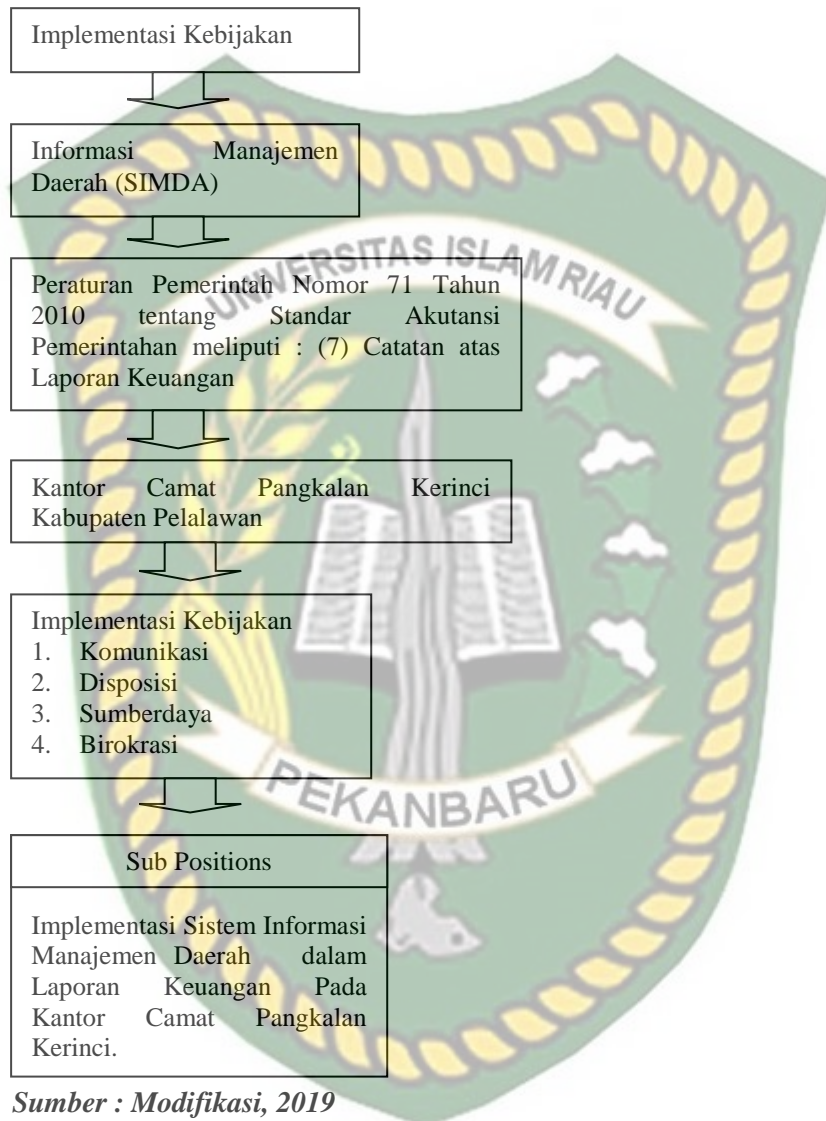 Implementasi Kebijakan
Informasi Manajemen
Daerah (SIMDA)
UNIVERSITAS ISLAM RIAU
Peraturan Pemerintah Nomor 71 Tahun
2010 tentang Standar Akutansi
Pemerintahan meliputi : (7) Catatan atas
Laporan Keuangan
Kantor Camat Pangkalan Kerinci
Kabupaten Pelalawan
Implementasi Kebijakan
1. Komunikasi
2. Disposisi
3. Sumberdaya
4. Birokrasi
PEKANBARU
Sub Positions
Implementasi Sistem Informasi
Manajemen Daerah dalam
Laporan Keuangan Pada
Kantor Camat Pangkalan
Kerinci.
Sumber : Modifikasi, 2019